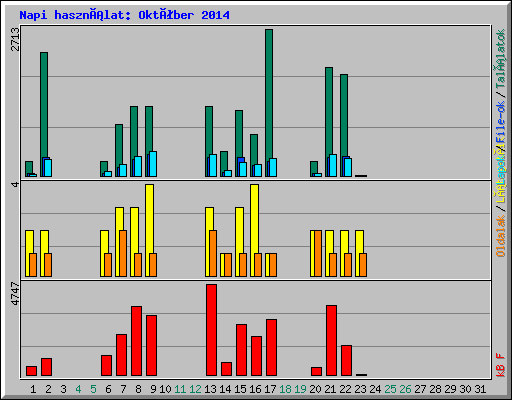 Napi használat: Október 2014
2713
4
4747
1 2 3 4 5 6 7 8 9 10 11 12 13 14 15 16 17 18 19 20 21 22 23 24 25 26 27 28 29 30 31
Oldalak /
/ File-ok / Találatok
kB F